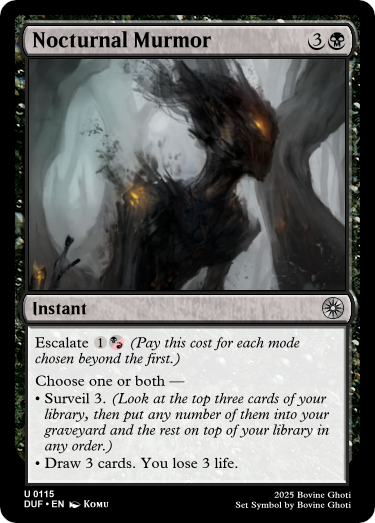 Nocturnal Murmor 3
Instant
Escalate 1 (Pay this cost for each mode
chosen beyond the first.)
Choose one or both —
• Surveil 3. (Look at the top three cards of your
library, then put any number of them into your
graveyard and the rest on top of your library in
any order.)
• Draw 3 cards. You lose 3 life.
U 0115
DUF • EN Komu
2025 Bovine Ghoti
Set Symbol by Bovine Ghoti